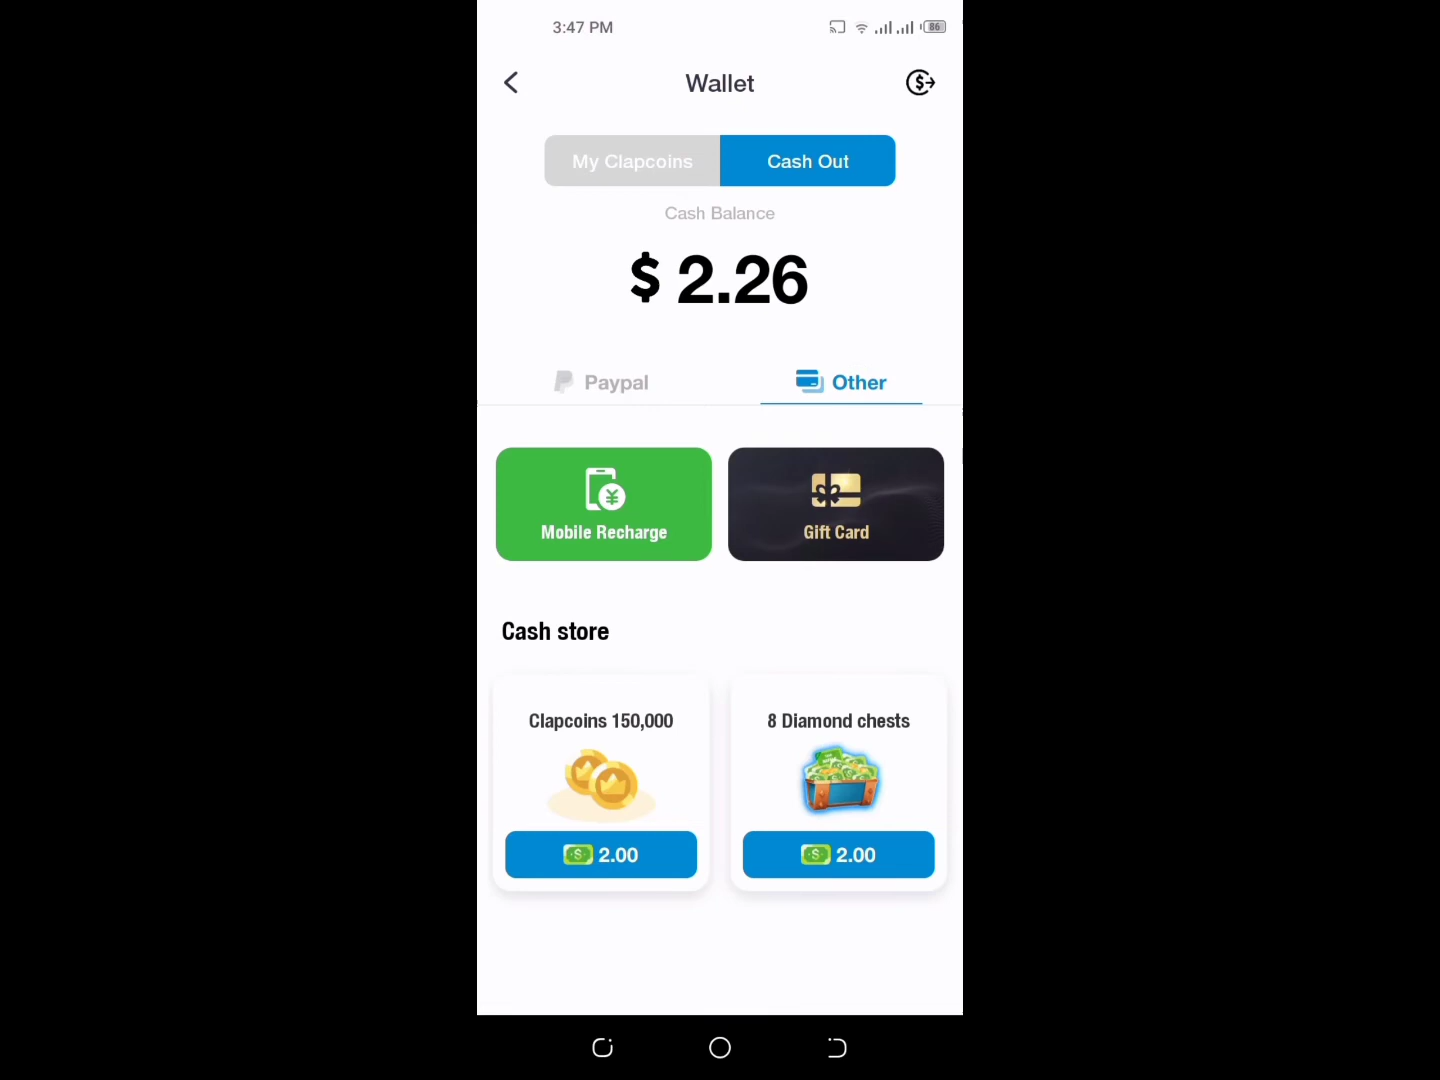 3:47 PM
86
Wallet
My Clapcoins
Cash Out
Cash Balance
$ 2.26
Paypal
Other
Mobile Recharge
Gift Card
Cash store
Clapcoins 150,000
8 Diamond chests
2.00
2.00